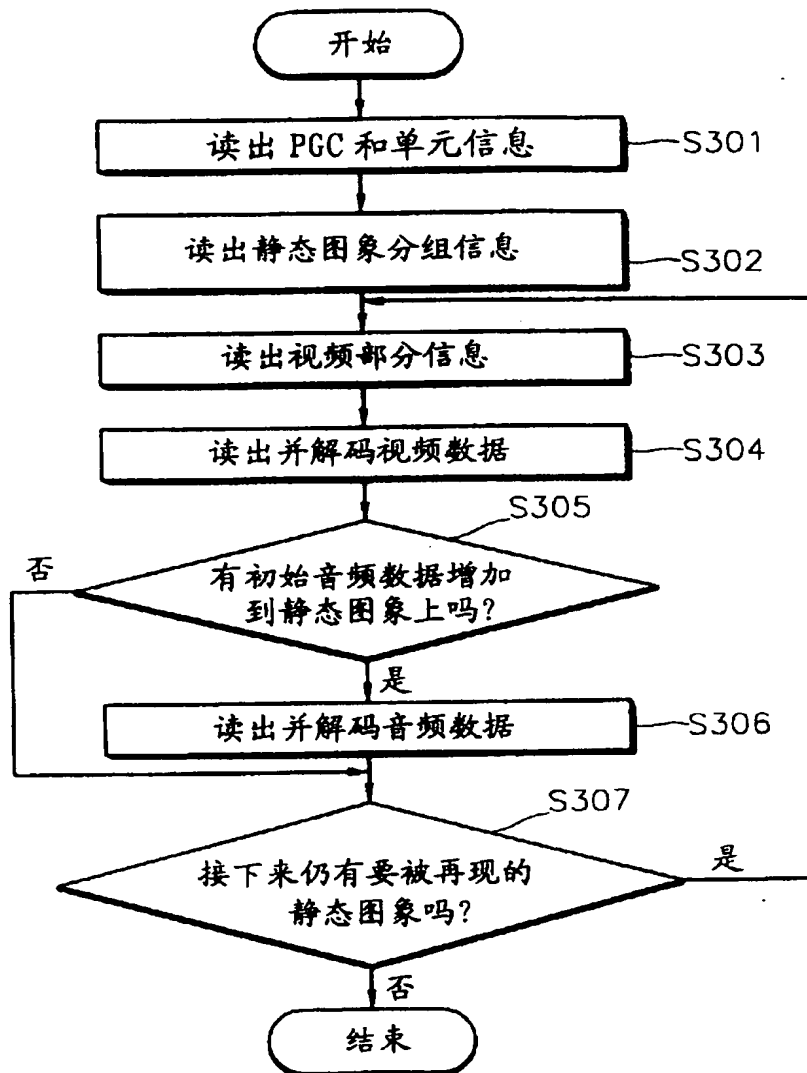 开始
读出 PGC 和单元信息
S301
读出静态图象分组信息
S302
读出视频部分信息
S303
读出并解码视频数据
S304
S305
否
有初始音频数据增加
到静态图象上吗?
是
读出并解码音频数据
S306
S307
接下来仍有要被再现的
静态图象吗?
是
否
结束